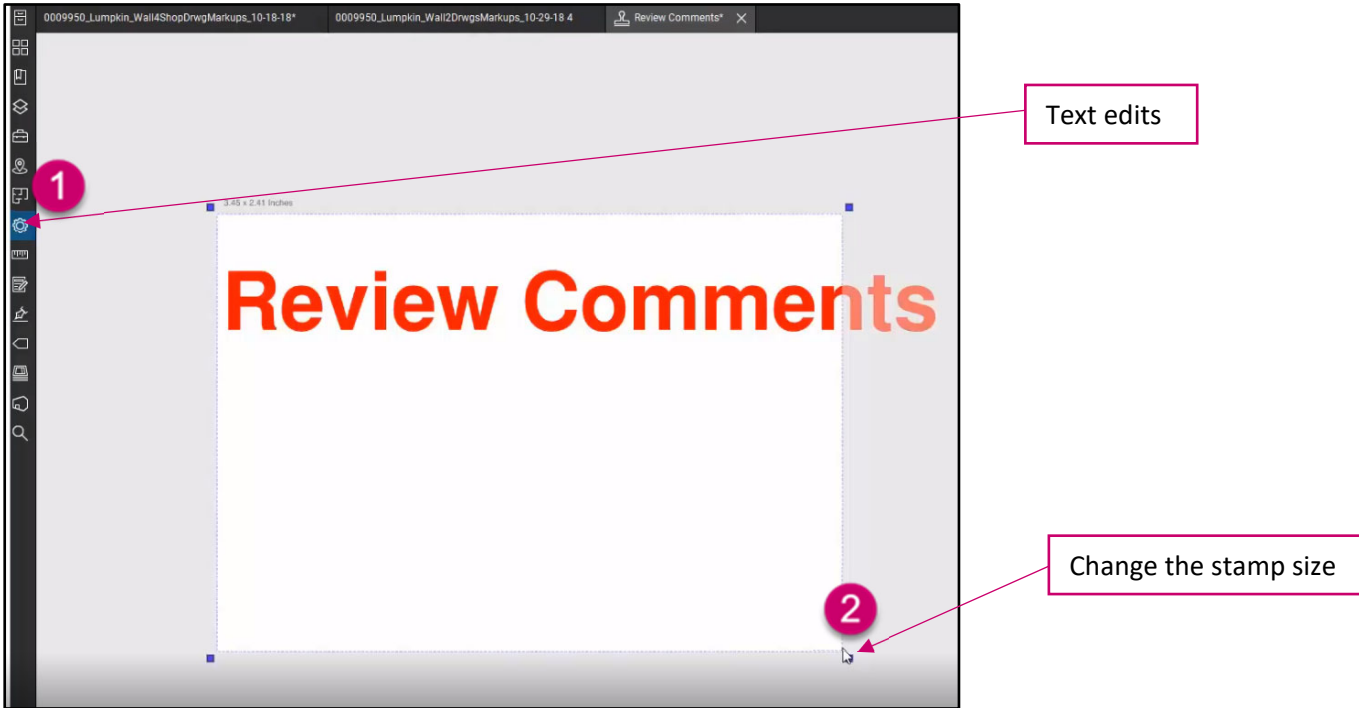 0009950_Lumpkin_Wall4ShopDrwgMarkups_10-18-18*
0009950_Lumpkin_Wall2DrwgsMarkups_10-29-18 4
Review Comments*
Text edits
1
3.45 x 2.41 Inches
Review Comments
Change the stamp size
2